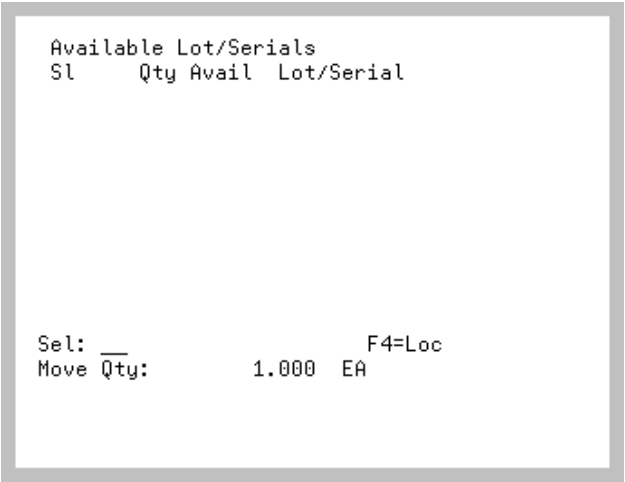 Available Lot/Serials
Sl Qty Avail Lot/Serial
Sel: __ F4=Loc
Move Qty: 1.000 EA